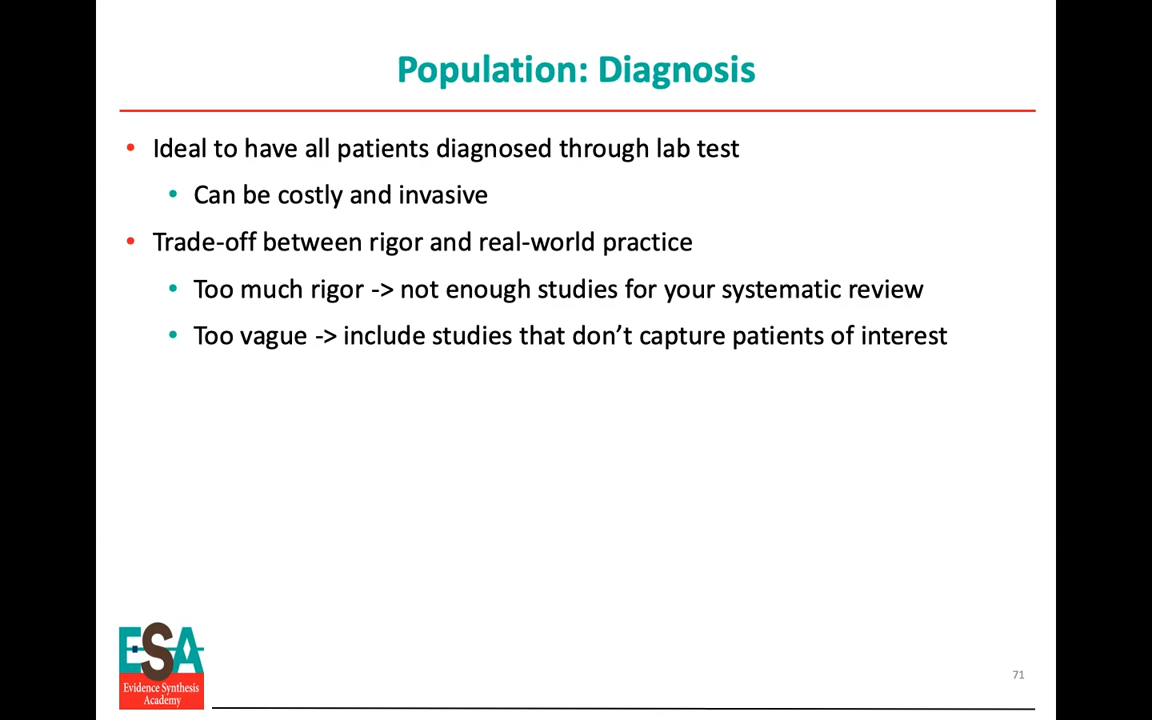 Population: Diagnosis
• Ideal to have all patients diagnosed through lab test
• Can be costly and invasive
• Trade-off between rigor and real-world practice
• Too much rigor -> not enough studies for your systematic review
• Too vague -> include studies that don’t capture patients of interest
ESA
Evidence Synthesis
Academy
71